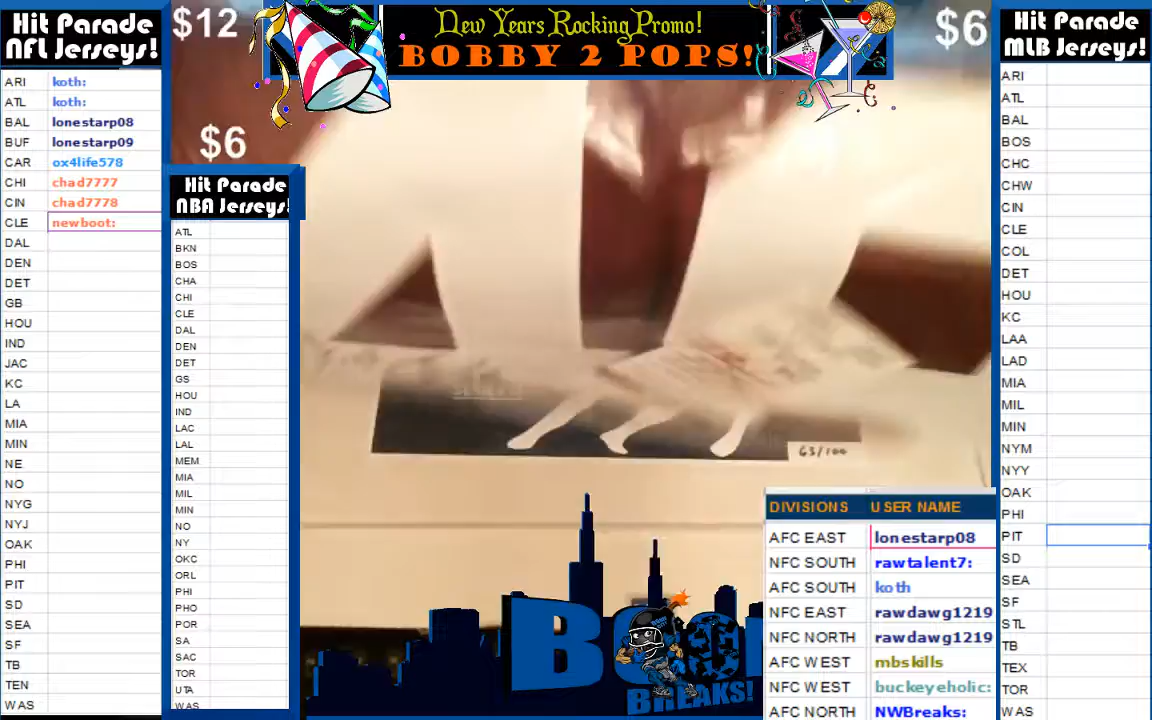 Hit Parade
NFL Jerseys!
ARI koth:
ATL koth:
BAL lonestarp08
BUF lonestarp09
CAR ox4life578
CHI chad7777
CIN chad7778
CLE newboot:
DAL
DEN
DET
GB
HOU
IND
JAC
KC
LA
MIA
MIN
NE
NO
NYG
NYJ
OAK
PHI
PIT
SD
SEA
SF
TB
TEN
WAS
$12
$6
Hit Parade
NBA Jerseys!
ATL
BKN
BOS
CHA
CHI
CLE
DAL
DEN
DET
GS
HOU
IND
LAC
LAL
MEM
MIA
MIL
MIN
NO
NY
OKC
ORL
PHI
PHO
POR
SA
SAC
TOR
UTA
WAS
New Years Rocking Promo!
BOBBY 2 POPS!
63/100
BOO
BREAKS!
DIVISIONS USER NAME
AFC EAST lonestarp08
NFC SOUTH rawtalent7:
AFC SOUTH koth
NFC EAST rawdawg1219
NFC NORTH rawdawg1219
AFC WEST mbskills
NFC WEST buckeyeholic:
AFC NORTH NWBreaks:
$6
Hit Parade
MLB Jerseys!
ARI
ATL
BAL
BOS
CHC
CHW
CIN
CLE
COL
DET
HOU
KC
LAA
LAD
MIA
MIL
MIN
NYM
NYY
OAK
PHI
PIT
SD
SEA
SF
STL
TB
TEX
TOR
WAS